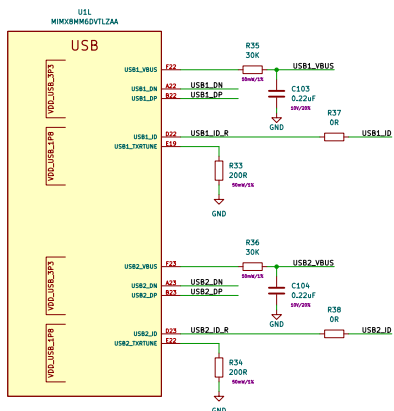 U1L
MIMX8MM6DVTLZAA
USB
VDD_USB_3P3
VDD_USB_1P8
USB1_VBUS F22
R35
30K
50mW/1%
USB1_VBUS
USB1_DN A22 USB1_DN
USB1_DP B22 USB1_DP
C103
0.22uF
10V/20%
GND
USB1_ID D22 USB1_ID_R
R37
0R
USB1_ID
USB1_TXRTUNE E19
R33
200R
50mW/1%
GND
VDD_USB_3P3
VDD_USB_1P8
USB2_VBUS F23
R36
30K
50mW/1%
USB2_VBUS
USB2_DN A23 USB2_DN
USB2_DP B23 USB2_DP
C104
0.22uF
10V/20%
GND
USB2_ID D23 USB2_ID_R
R38
0R
USB2_ID
USB2_TXRTUNE E22
R34
200R
50mW/1%
GND